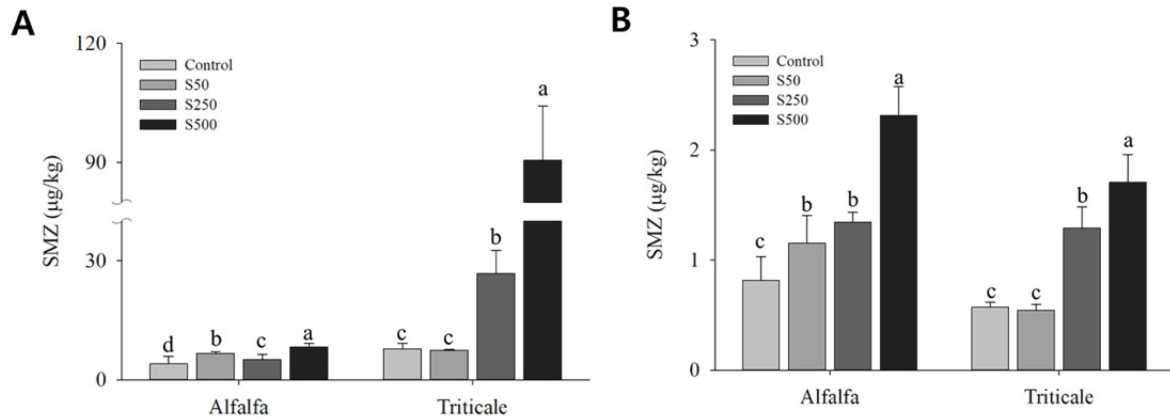 A
120
Control
S50
S250
S500
a
90
SMZ (μg/kg)
b
30
d b c a c c
0
Alfalfa Triticale
B
3
Control
S50
S250
S500
a
2
a
SMZ (μg/kg)
b b b
c
1
c c
0
Alfalfa Triticale